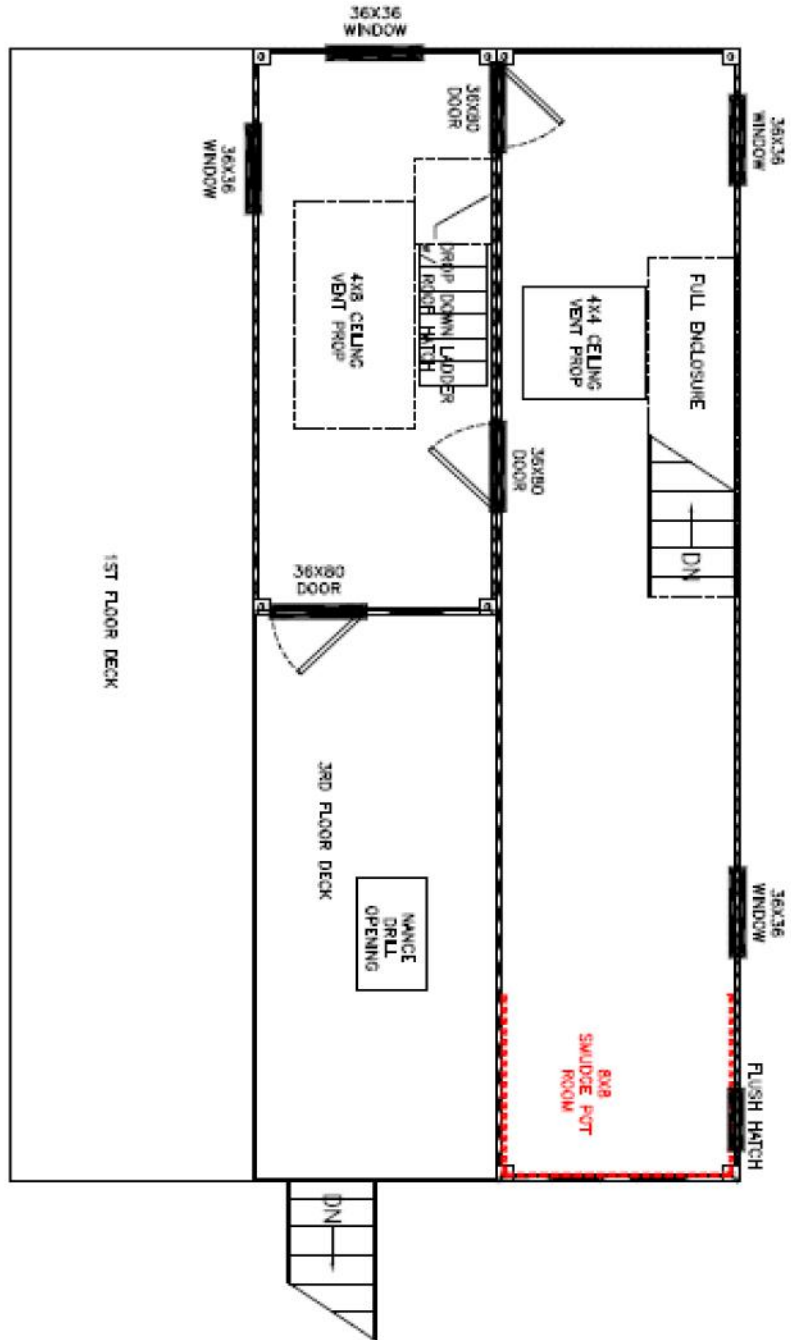 36X36
WINDOW
36X36
WINDOW
36X80
DOOR
36X36
WINDOW
FULL ENCLOSURE
4X4 CEILING
VENT PROP
DROP DOWN LADDER
W/ ROOF HATCH
4X8 CEILING
VENT PROP
36X80
DOOR
DN
36X80
DOOR
1ST FLOOR DECK
3RD FLOOR DECK
NANCE
DRILL
OPENING
36X36
WINDOW
8X8
SMUDGE POT
ROOM
FLUSH HATCH
DN